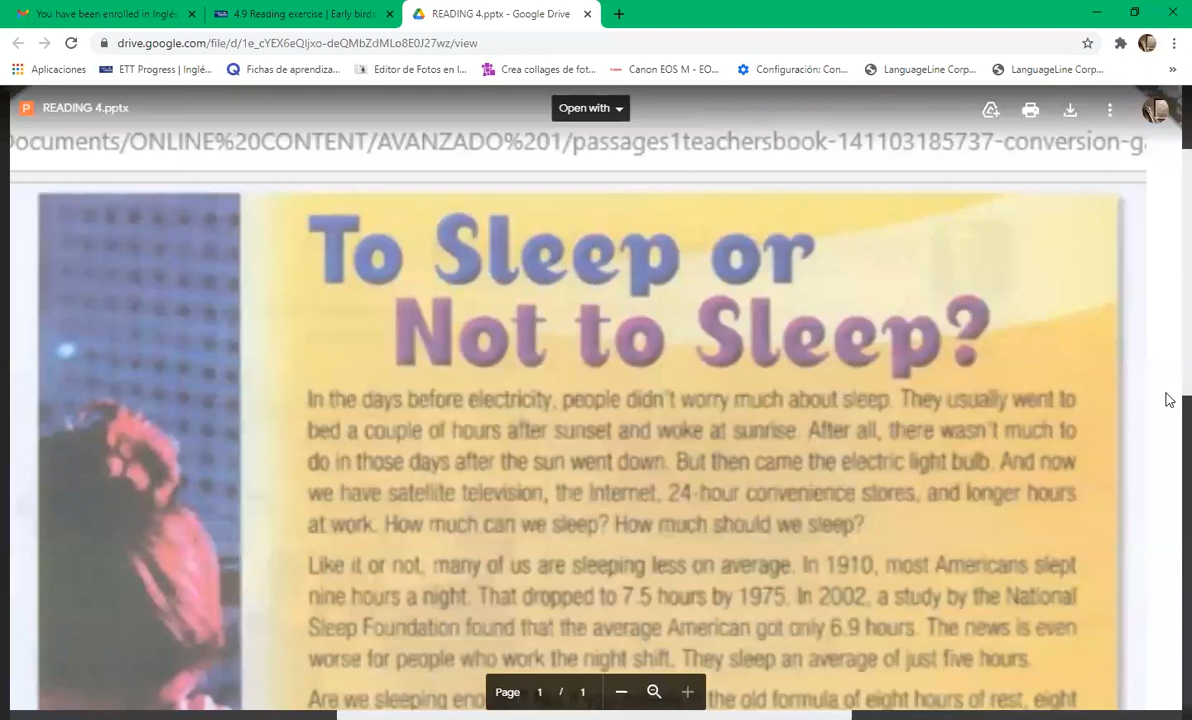 You have been enrolled in Inglés
4.9 Reading exercise | Early birds
READING 4.pptx - Google Drive
drive.google.com/file/d/1e_cYEX6eQIjxo-deQMbZdMLo8E0J27wz/view
Aplicaciones
ETT Progress | Inglé...
Fichas de aprendiza...
Editor de Fotos en l...
Crea collages de fot...
Canon EOS M - EO...
Configuración: Con...
LanguageLine Corp...
LanguageLine Corp...
»
P READING 4.pptx
Open with
Documents/ONLINE%20CONTENT/AVANZADO%201/passages1teachersbook-141103185737-conversion-ga
To Sleep or
Not to Sleep?
In the days before electricity, people didn't worry much about sleep. They usually went to
bed a couple of hours after sunset and woke at sunrise. After all, there wasn't much to
do in those days after the sun went down. But then came the electric light bulb. And now
we have satellite television, the Internet, 24-hour convenience stores, and longer hours
at work. How much can we sleep? How much should we sleep?
Like it or not, many of us are sleeping less on average. In 1910, most Americans slept
nine hours a night. That dropped to 7.5 hours by 1975. In 2002, a study by the National
Sleep Foundation found that the average American got only 6.9 hours. The news is even
worse for people who work the night shift. They sleep an average of just five hours.
Are we sleeping eno the old formula of eight hours of rest, eight
Page 1 / 1